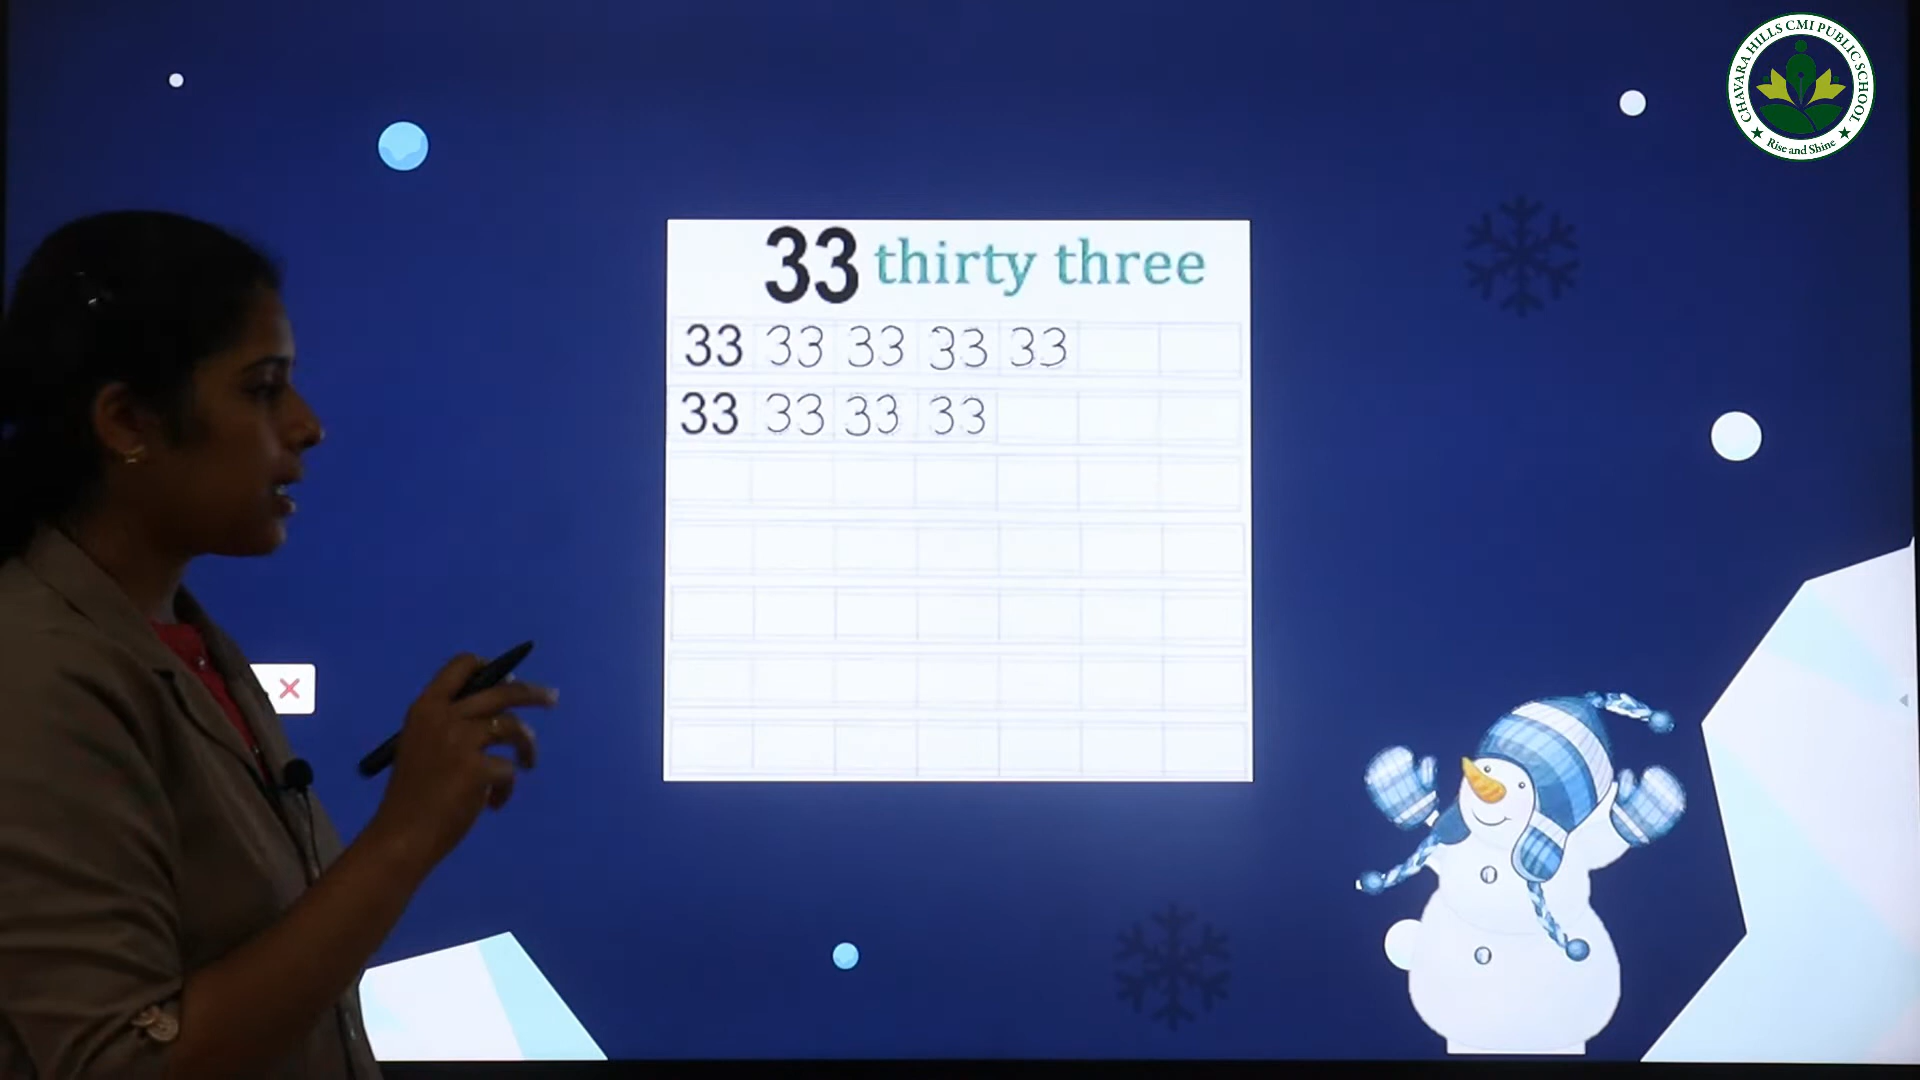 CHAVARA HILLS CMI PUBLIC SCHOOL
Rise and Shine
33 thirty three
33 33 33 33 33
33 33 33 33